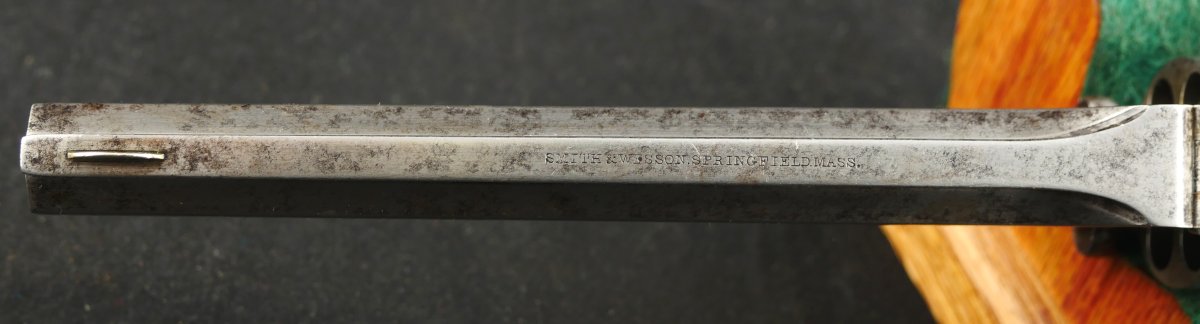 SMITH & WESSON. SPRINGFIELD MASS.